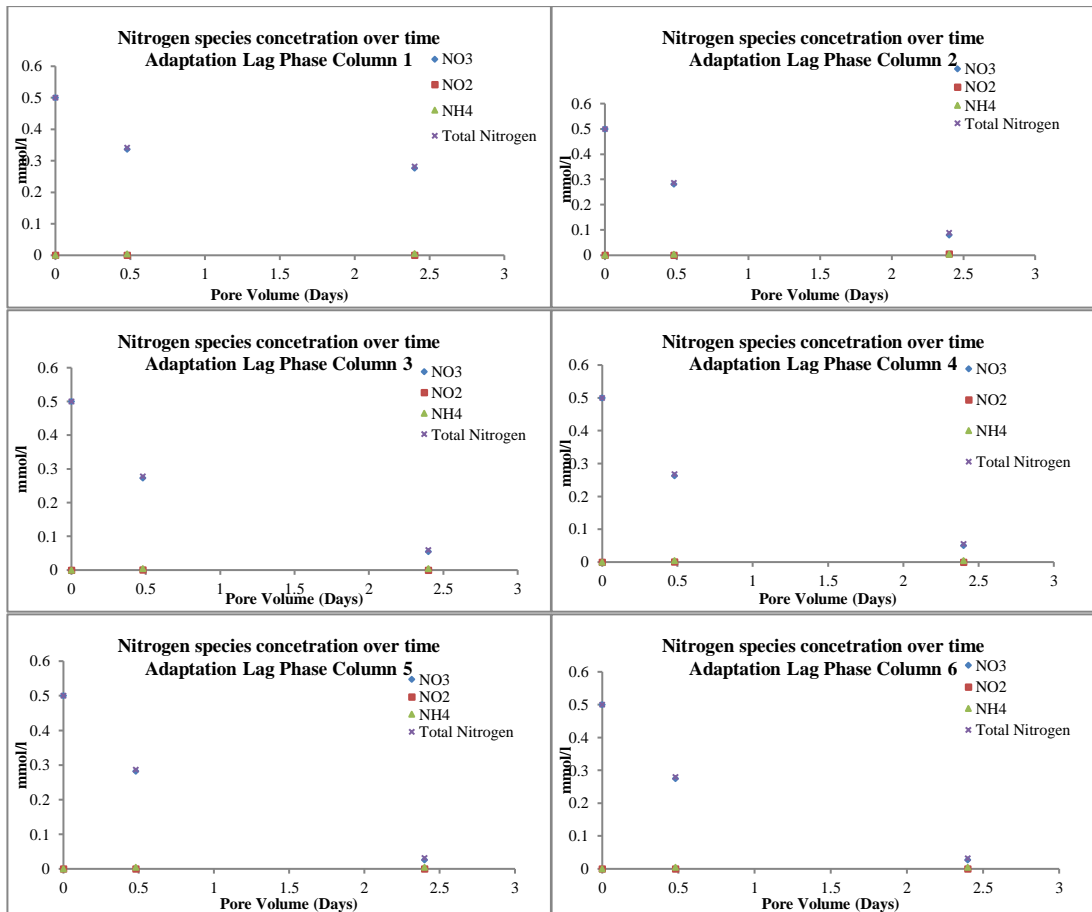 Nitrogen species concetration over time
Adaptation Lag Phase Column 1
NO3
NO2
NH4
Total Nitrogen
mmol/l
0.6
0.5
0.4
0.3
0.2
0.1
0
0 0.5 1 1.5 2 2.5 3
Pore Volume (Days)
Nitrogen species concetration over time
Adaptation Lag Phase Column 2
NO3
NO2
NH4
Total Nitrogen
mmol/l
0.6
0.5
0.4
0.3
0.2
0.1
0
0 0.5 1 1.5 2 2.5 3
Pore Volume (Days)
Nitrogen species concetration over time
Adaptation Lag Phase Column 3
NO3
NO2
NH4
Total Nitrogen
mmol/l
0.6
0.5
0.4
0.3
0.2
0.1
0
0 0.5 1 1.5 2 2.5 3
Pore Volume (Days)
Nitrogen species concetration over time
Adaptation Lag Phase Column 4
NO3
NO2
NH4
Total Nitrogen
mmol/l
0.6
0.5
0.4
0.3
0.2
0.1
0
0 0.5 1 1.5 2 2.5 3
Pore Volume (Days)
Nitrogen species concetration over time
Adaptation Lag Phase Column 5
NO3
NO2
NH4
Total Nitrogen
mmol/l
0.6
0.5
0.4
0.3
0.2
0.1
0
0 0.5 1 1.5 2 2.5 3
Pore Volume (Days)
Nitrogen species concetration over time
Adaptation Lag Phase Column 6
NO3
NO2
NH4
Total Nitrogen
mmol/l
0.6
0.5
0.4
0.3
0.2
0.1
0
0 0.5 1 1.5 2 2.5 3
Pore Volume (Days)